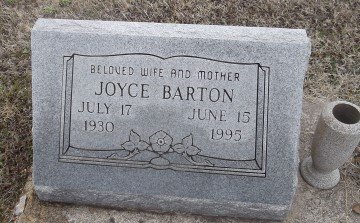 BELOVED WIFE AND MOTHER
JOYCE BARTON
JULY 17 JUNE 15
1930 1995